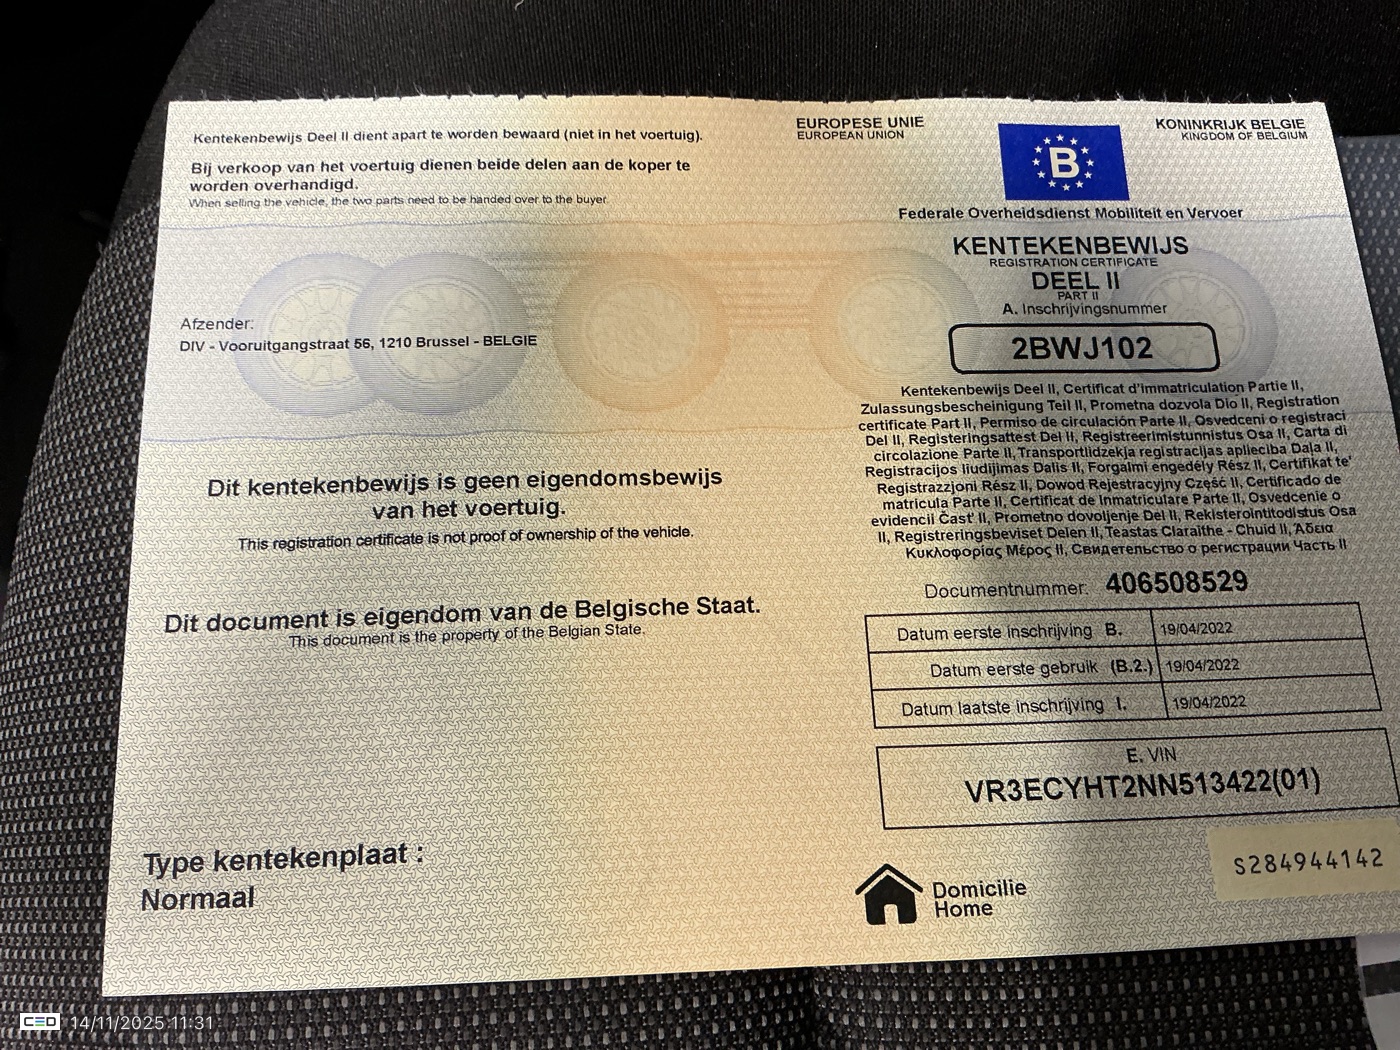 Kentekenbewijs Deel II dient apart te worden bewaard (niet in het voertuig).
Bij verkoop van het voertuig dienen beide delen aan de koper te
worden overhandigd.
When selling the vehicle, the two parts need to be handed over to the buyer.
Afzender:
DIV - Vooruitgangstraat 56, 1210 Brussel - BELGIE
Dit kentekenbewijs is geen eigendomsbewijs
van het voertuig.
This registration certificate is not proof of ownership of the vehicle.
Dit document is eigendom van de Belgische Staat.
This document is the property of the Belgian State.
Type kentekenplaat :
Normaal
EUROPESE UNIE
EUROPEAN UNION
B
KONINKRIJK BELGIE
KINGDOM OF BELGIUM
Federale Overheidsdienst Mobiliteit en Vervoer
KENTEKENBEWIJS
REGISTRATION CERTIFICATE
DEEL II
PART II
A. Inschrijvingsnummer
2BWJ102
Kentekenbewijs Deel II, Certificat d'immatriculation Partie II,
Zulassungsbescheinigung Teil II, Prometna dozvola Dio II, Registration
certificate Part II, Permiso de circulación Parte II, Osvedceni o registraci
Del II, Registeringsattest Del II, Registreerimistunnistus Osa II, Carta di
circolazione Parte II, Transportlidzekja registracijas aplieciba Daļa II,
Registracijos liudijimas Dalis II, Forgalmi engedély Rész II, Certifikat te'
Registrazzjoni Rész II, Dowod Rejestracyjny Część II, Certificado de
matricula Parte II, Certificat de Inmatriculare Parte II, Osvedcenie o
evidencii Časť II, Prometno dovoljenje Del II, Rekisterointitodistus Osa
II, Registreringsbeviset Delen II, Teastas Claraithe - Chuid II, Άδεια
Κυκλοφορίας Μέρος II, Свидетельство о регистрации Часть II
Documentnummer: 406508529
Datum eerste inschrijving B. 19/04/2022
Datum eerste gebruik (B.2.) 19/04/2022
Datum laatste inschrijving I. 19/04/2022
E. VIN
VR3ECYHT2NN513422(01)
S284944142
Domicilie
Home
CED 14/11/2025 11:31